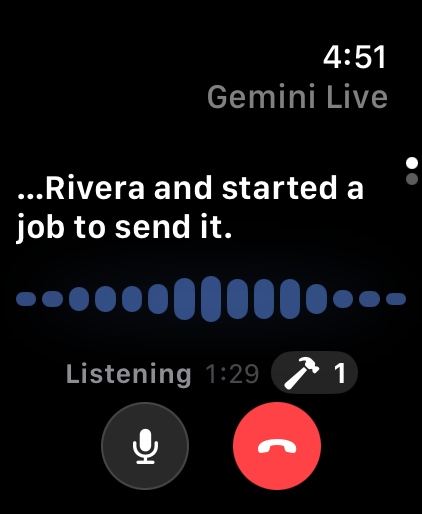 4:51
Gemini Live
...Rivera and started a
job to send it.
Listening 1:29 1